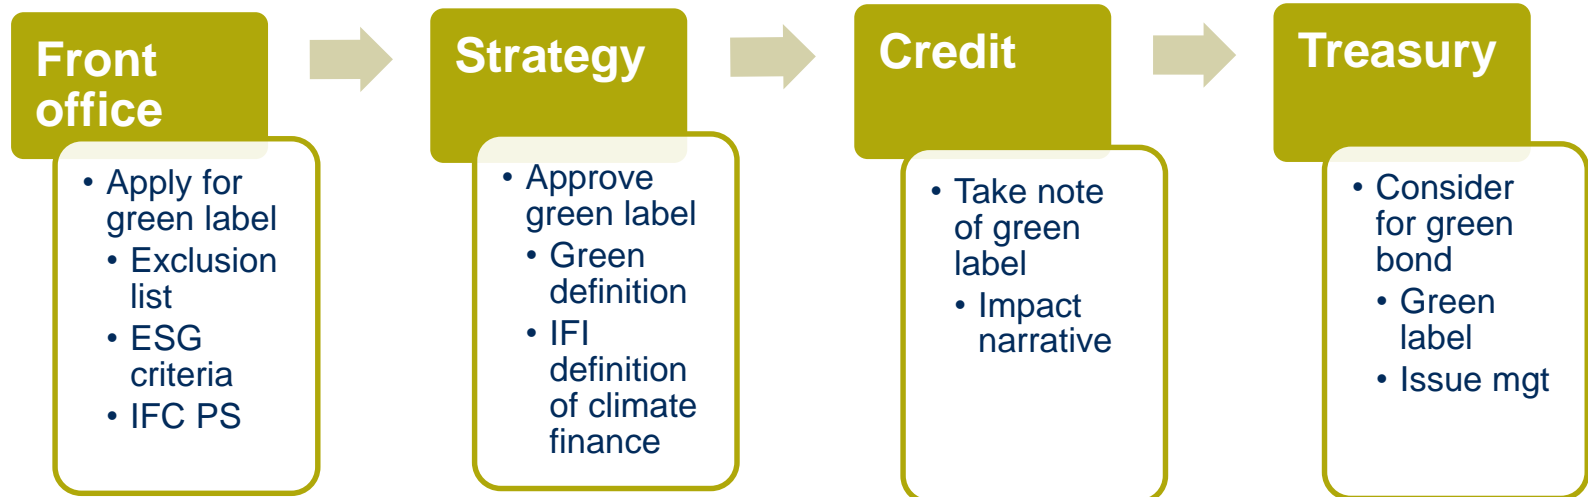 Front
office
• Apply for
green label
• Exclusion
list
• ESG
criteria
• IFC PS
Strategy
• Approve
green label
• Green
definition
• IFI
definition
of climate
finance
Credit
• Take note
of green
label
• Impact
narrative
Treasury
• Consider
for green
bond
• Green
label
• Issue mgt